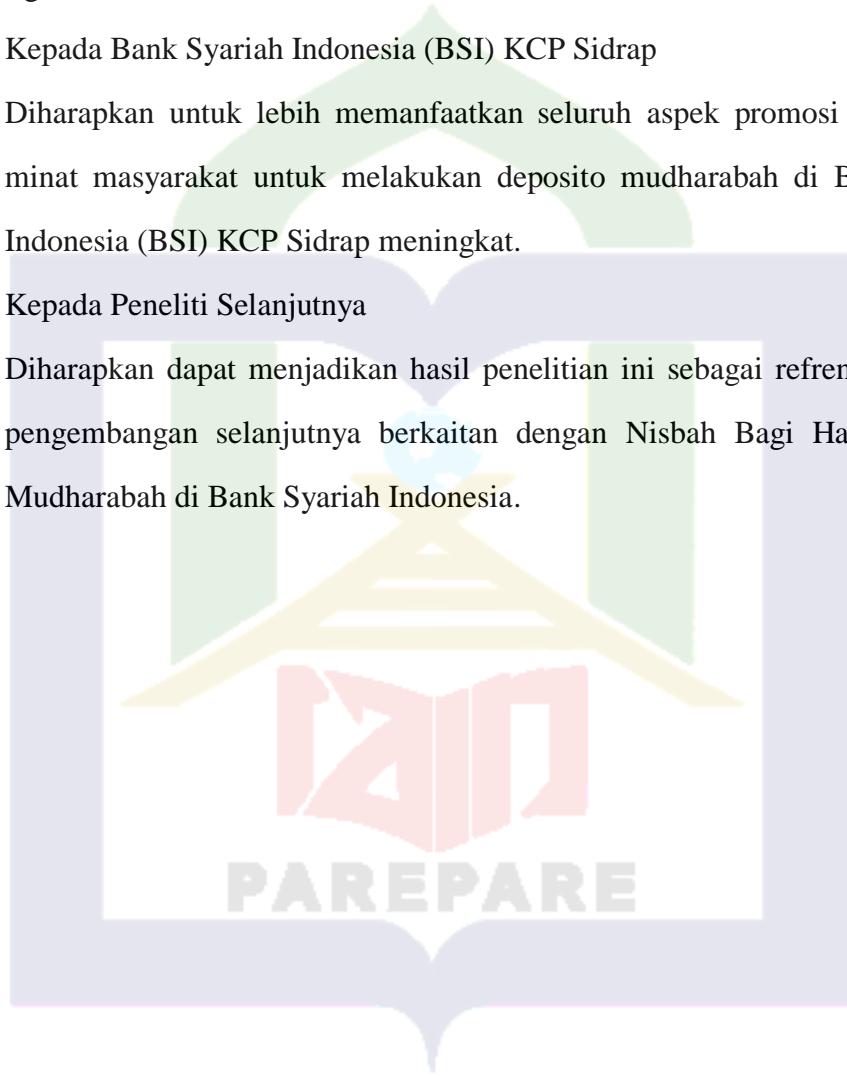 Kepada Bank Syariah Indonesia (BSI) KCP Sidrap
Diharapkan untuk lebih memanfaatkan seluruh aspek promosi
minat masyarakat untuk melakukan deposito mudharabah di
Indonesia (BSI) KCP Sidrap meningkat.
Kepada Peneliti Selanjutnya
Diharapkan dapat menjadikan hasil penelitian ini sebagai
pengembangan selanjutnya berkaitan dengan Nisbah Bagi
Mudharabah di Bank Syariah Indonesia.
iain
PAREPARE